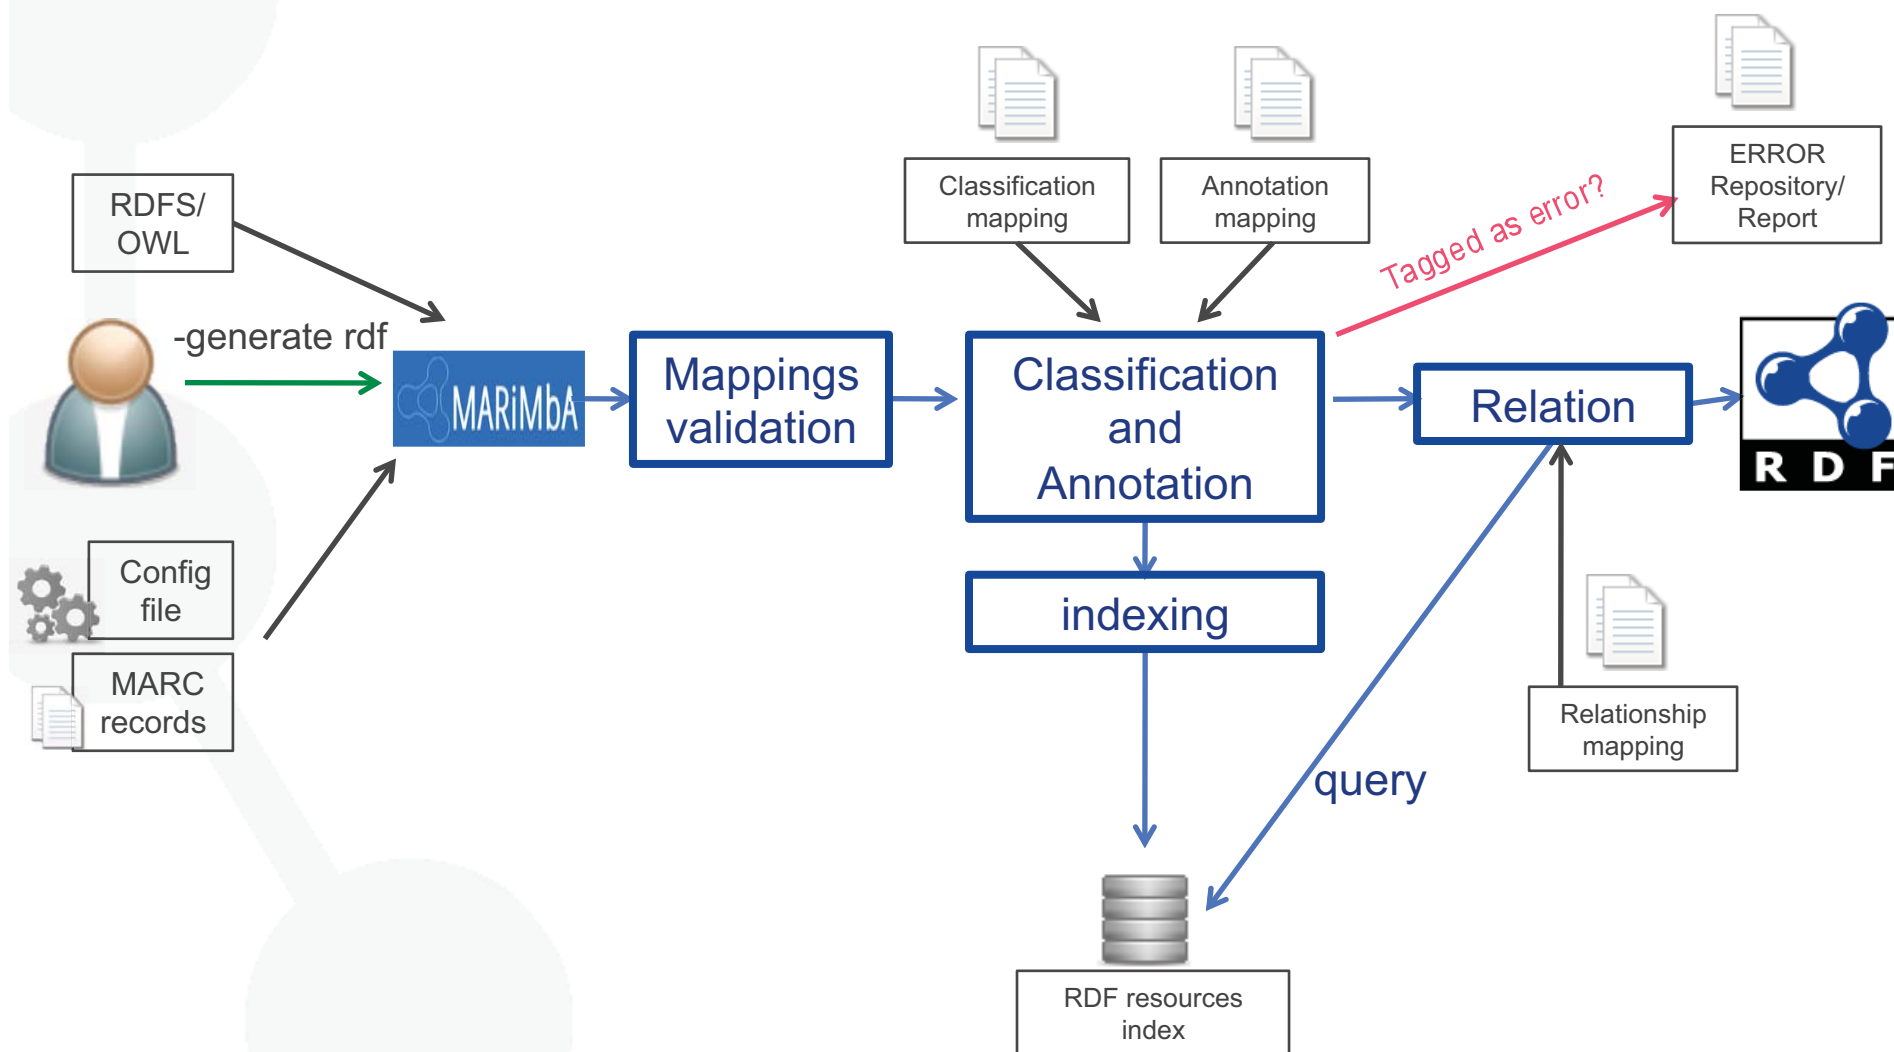 RDFS/
OWL
-generate rdf
MARiMbA
Config
file
MARC
records
Mappings
validation
Classification
mapping
Annotation
mapping
Classification
and
Annotation
indexing
Tagged as error?
ERROR
Repository/
Report
Relation
RDF
Relationship
mapping
query
RDF resources
index